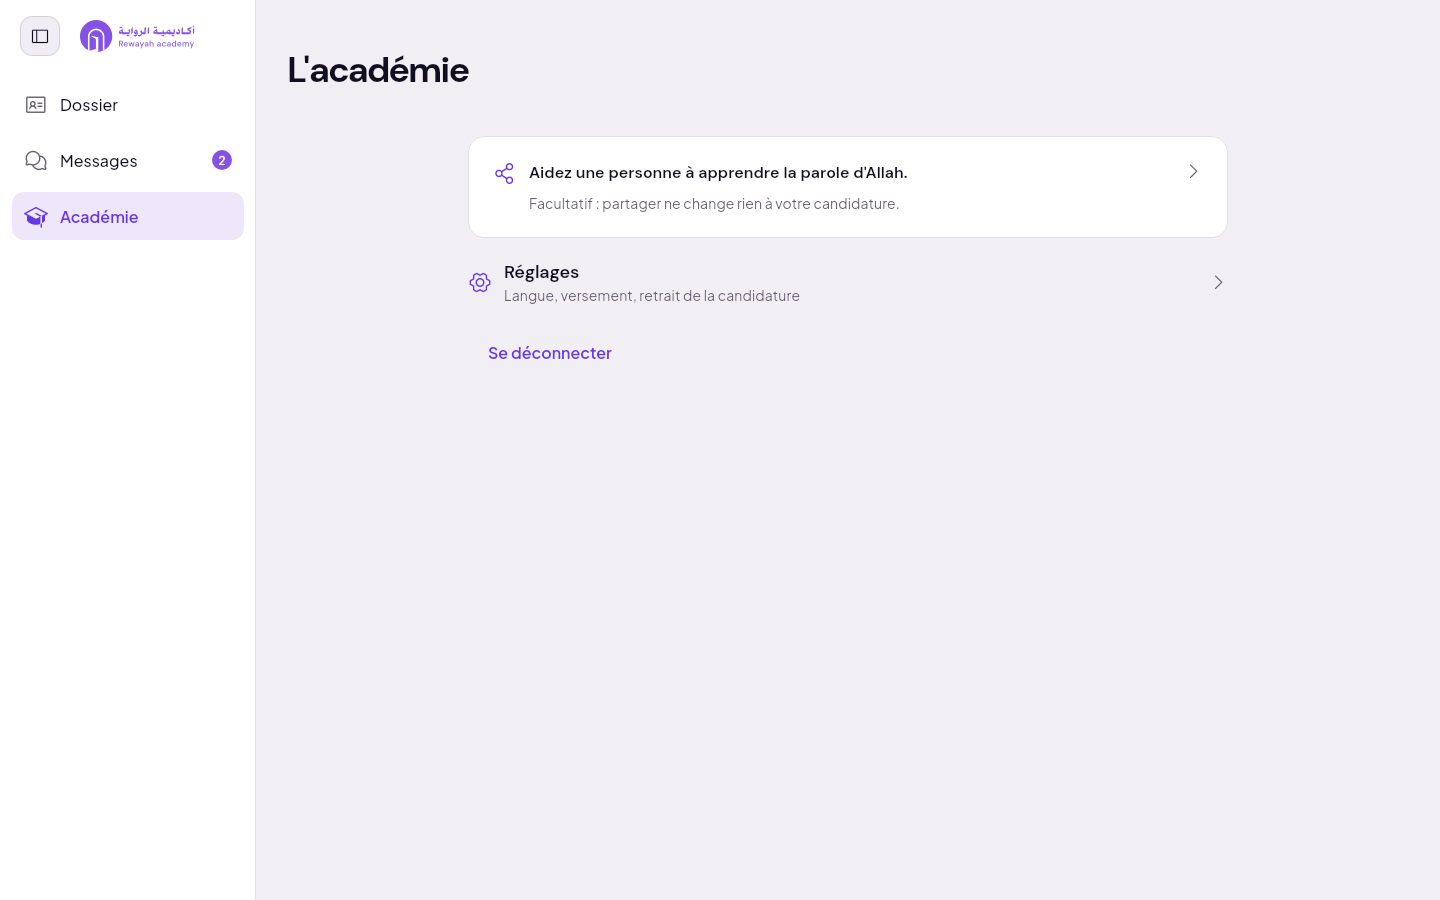 أكاديمية الرواية
Rewayah academy
Dossier
Messages
2
Académie
L'académie
Aidez une personne à apprendre la parole d'Allah.
Facultatif : partager ne change rien à votre candidature.
Réglages
Langue, versement, retrait de la candidature
Se déconnecter